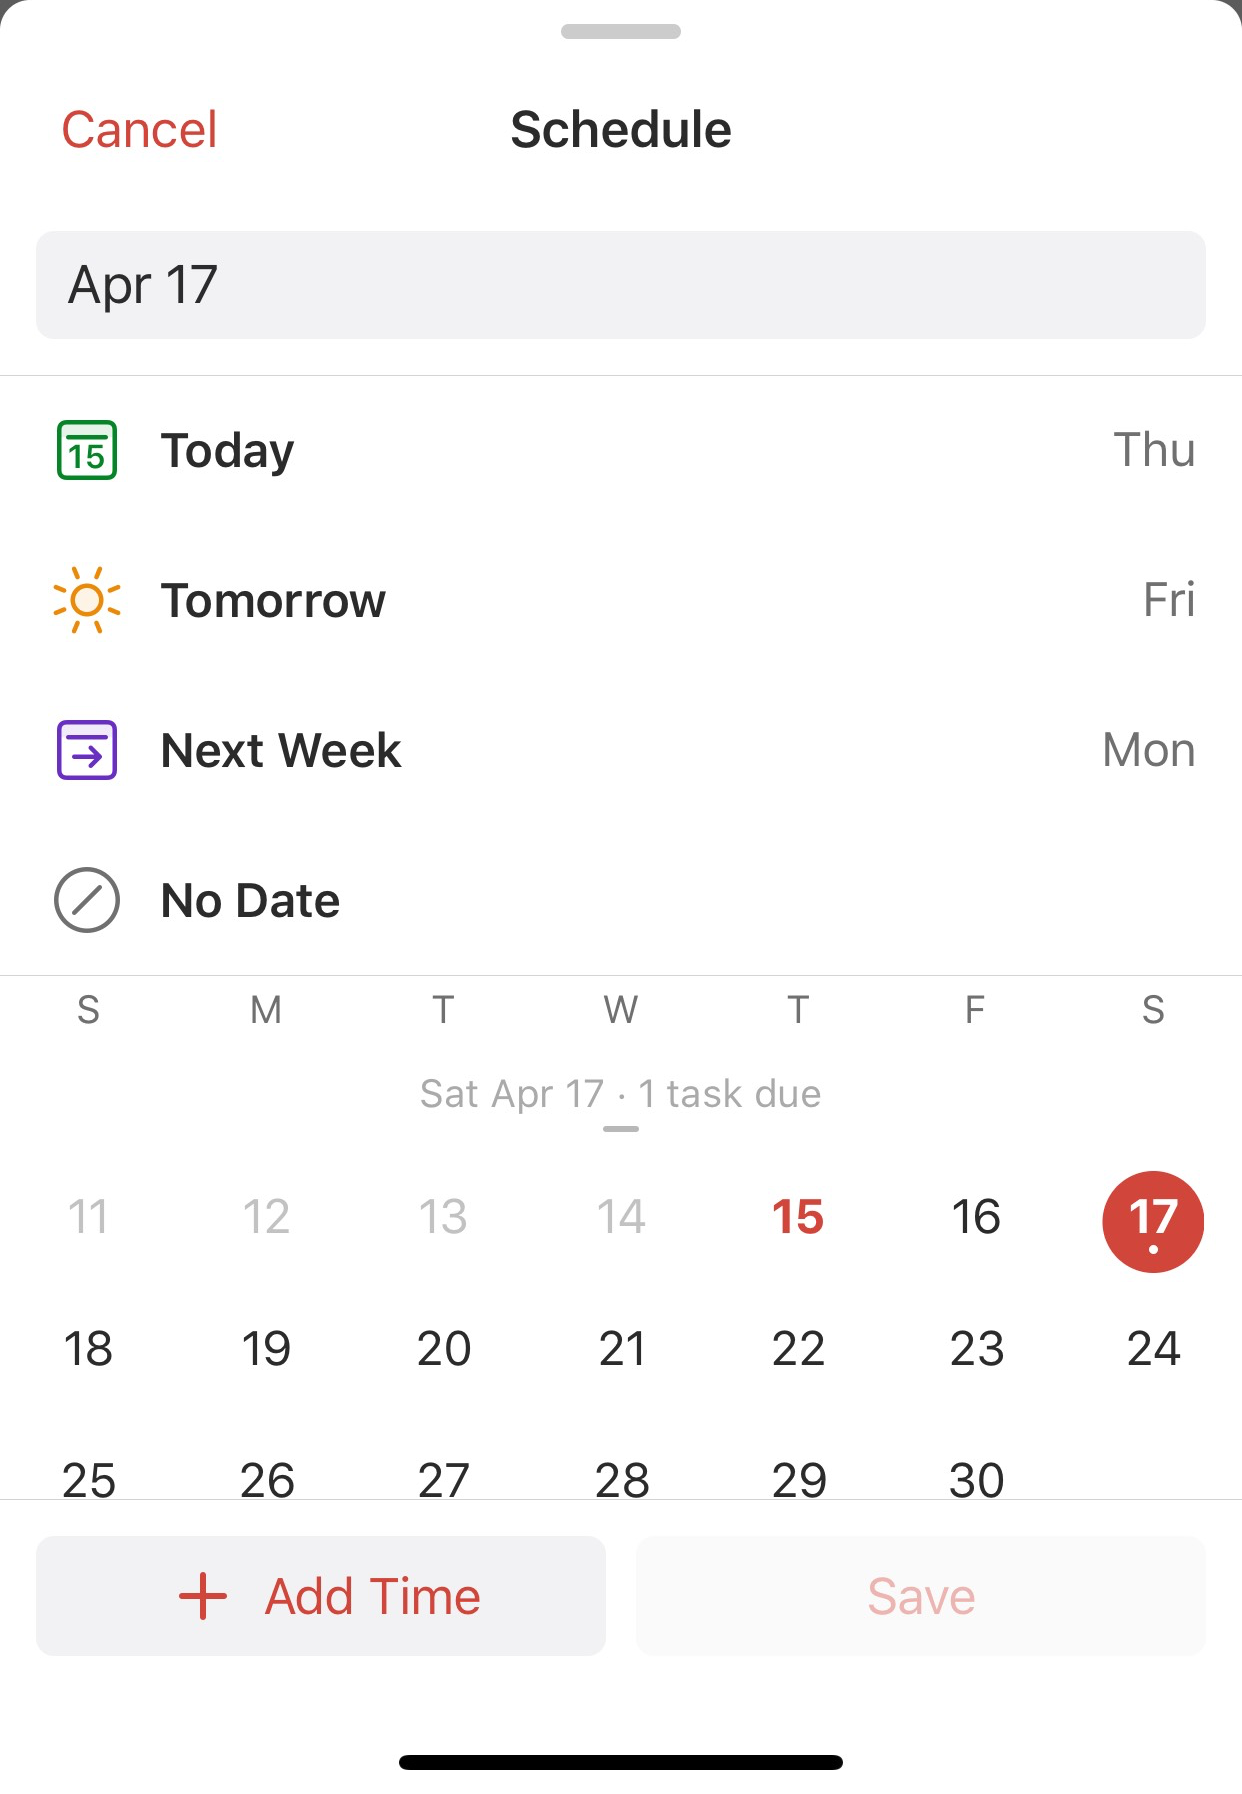 Cancel Schedule
Apr 17
15 Today Thu
Tomorrow Fri
Next Week Mon
No Date
S M T W T F S
Sat Apr 17 · 1 task due
11 12 13 14 15 16 17
18 19 20 21 22 23 24
25 26 27 28 29 30
+ Add Time Save